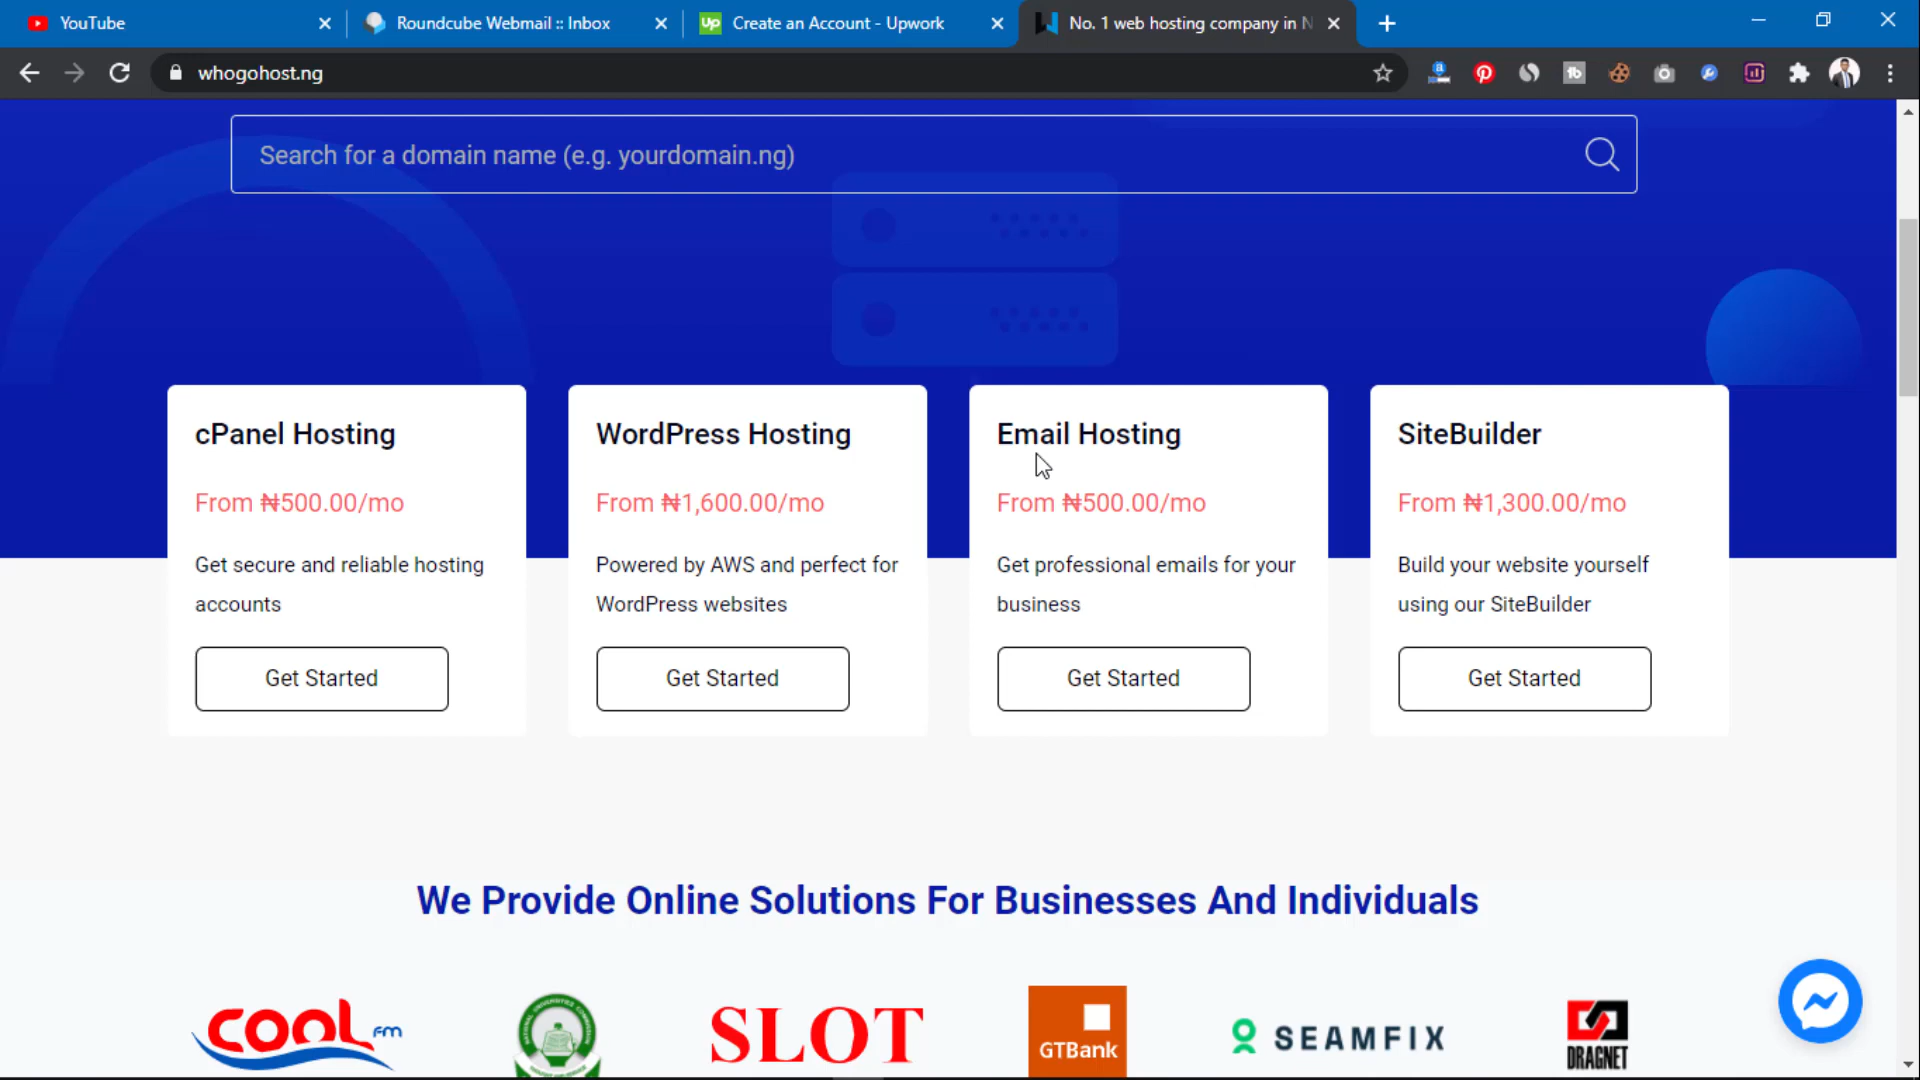 YouTube
Roundcube Webmail :: Inbox
Up
Create an Account - Upwork
No. 1 web hosting company in N
whogohost.ng
Search for a domain name (e.g. yourdomain.ng)
cPanel Hosting
From ₦500.00/mo
Get secure and reliable hosting
accounts
Get Started
WordPress Hosting
From ₦1,600.00/mo
Powered by AWS and perfect for
WordPress websites
Get Started
Email Hosting
From ₦500.00/mo
Get professional emails for your
business
Get Started
SiteBuilder
From ₦1,300.00/mo
Build your website yourself
using our SiteBuilder
Get Started
We Provide Online Solutions For Businesses And Individuals
COOL FM
SLOT
GTBank
SEAMFIX
DRAGNET